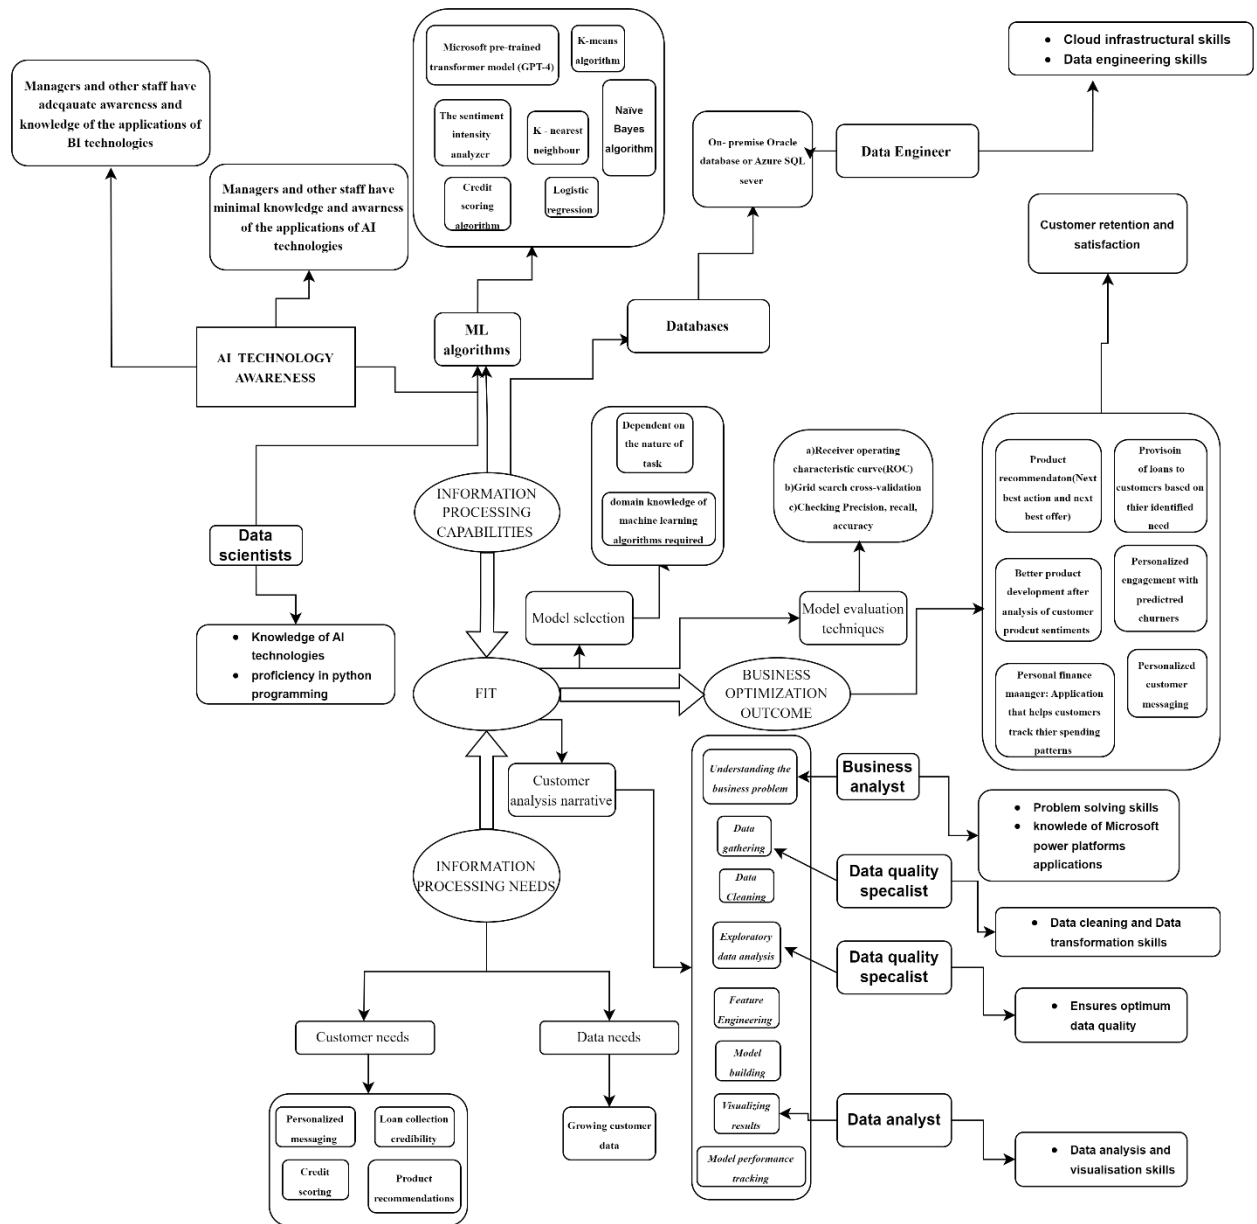 Managers and other staff have
adeqauate awareness and
knowledge of the applications of
BI technologies
Managers and other staff have
minimal knowledge and awarness
of the applications of AI
technologies
AI TECHNOLOGY
AWARENESS
Microsoft pre-trained
transformer model (GPT-4)
K-means
algorithm
The sentiment
intensity
analyzer
K - nearest
neighbour
Naïve
Bayes
algorithm
Credit
scoring
algorithm
Logistic
regression
ML
algorithms
On- premise Oracle
database or Azure SQL
sever
Data Engineer
● Cloud infrastructural skills
● Data engineering skills
Databases
Customer retention and
satisfaction
Data
scientists
● Knowledge of AI
technologies
● proficiency in python
programming
INFORMATION
PROCESSING
CAPABILITIES
Dependent on
the nature of
task
domain knowledge of
machine learning
algorithms required
a)Receiver operating
characteristic curve(ROC)
b)Grid search cross-validation
c)Checking Precision, recall,
accuracy
Model selection
Model evaluation
techniques
Product
recommendaton(Next
best action and next
best offer)
Provisoin
of loans to
customers based on
thier identified
need
Better product
development after
analysis of customer
prodcut sentiments
Personalized
engagement with
predictred
churners
Personal finance
maanger: Application
that helps customers
track thier spending
patterns
Personalized
customer
messaging
FIT
BUSINESS
OPTIMIZATION
OUTCOME
Customer
analysis narrative
INFORMATION
PROCESSING NEEDS
Understanding the
business problem
Data
gathering
Data
Cleaning
Exploratory
data analysis
Feature
Engineering
Model
building
Visualizing
results
Model performance
tracking
Business
analyst
● Problem solving skills
● knowlede of Microsoft
power platforms
applications
Data quality
specalist
● Data cleaning and Data
transformation skills
Data quality
specalist
● Ensures optimum
data quality
Data analyst
● Data analysis and
visualisation skills
Customer needs
Data needs
Personalized
messaging
Loan collection
credibility
Credit
scoring
Product
recommendations
Growing customer
data